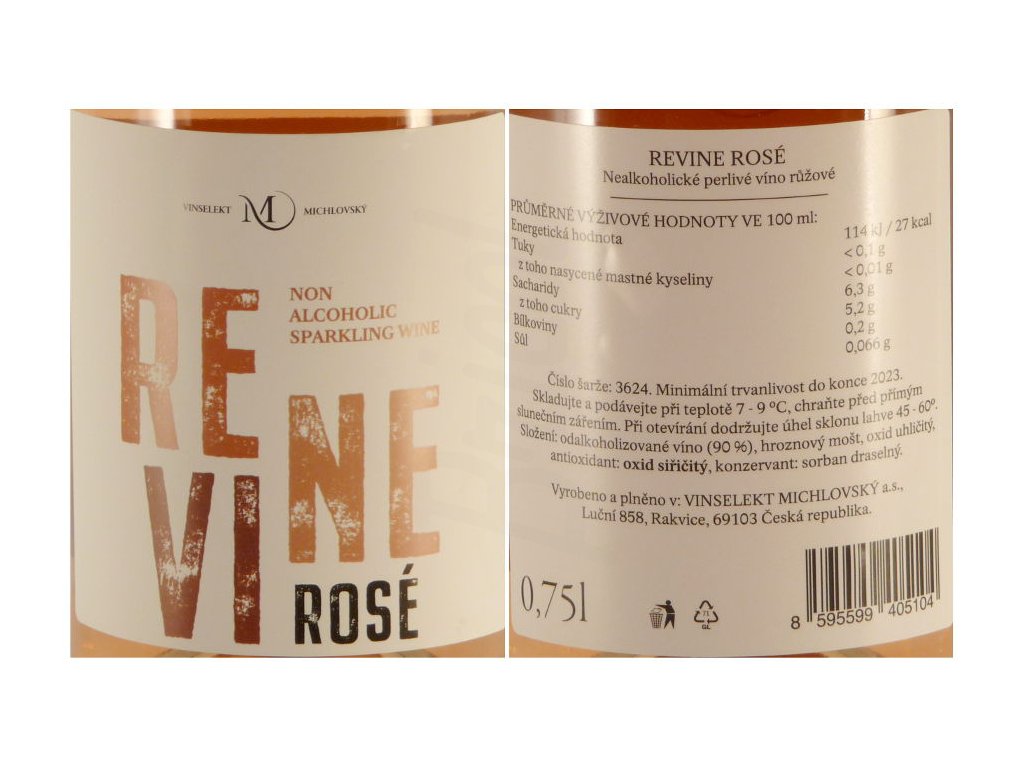 VINSELEKT M MICHLOVSKÝ
RE
VI
NE
NON
ALCOHOLIC
SPARKLING WINE
ROSÉ
REVINE ROSÉ
Nealkoholické perlivé víno růžové
PRŮMĚRNÉ VÝŽIVOVÉ HODNOTY VE 100 ml:
Energetická hodnota 114 kJ / 27 kcal
Tuky < 0,1 g
z toho nasycené mastné kyseliny < 0,01 g
Sacharidy 6,3 g
z toho cukry 5,2 g
Bílkoviny 0,2 g
Sůl 0,066 g
Číslo šarže: 3624. Minimální trvanlivost do konce 2023.
Skladujte a podávejte při teplotě 7 - 9 ºC, chraňte před přímým
slunečním zářením. Při otevírání dodržujte úhel sklonu lahve 45 - 60º.
Složení: odalkoholizované víno (90 %), hroznový mošt, oxid uhličitý,
antioxidant: oxid siřičitý, konzervant: sorban draselný.
Vyrobeno a plněno v: VINSELEKT MICHLOVSKÝ a.s.,
Luční 858, Rakvice, 69103 Česká republika.
0,75l
71
GL
8 595599 405104